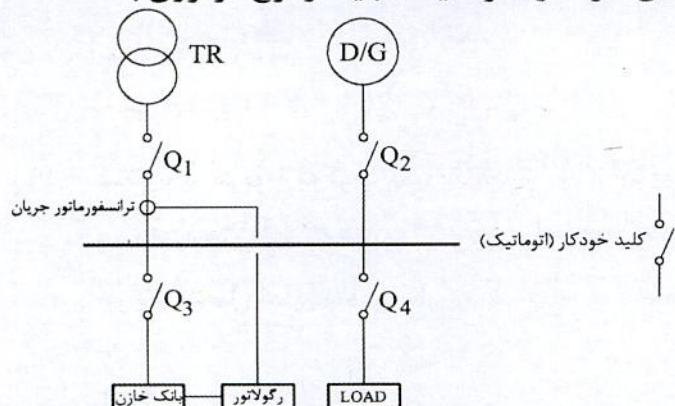 TR
D/G
Q1
Q2
ترانسفورماتور جریان
کلید خودکار (اتوماتیک)
Q3
Q4
بانک خازن
رگولاتور
LOAD